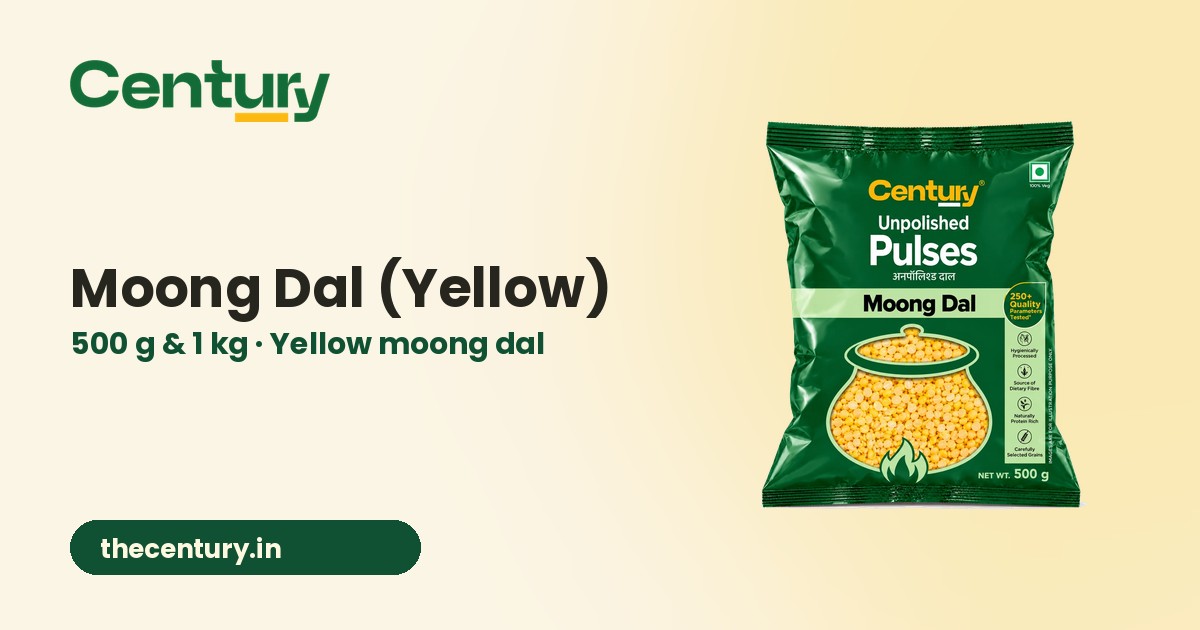 Century
Moong Dal (Yellow)
500 g & 1 kg · Yellow moong dal
thecentury.in
Century®
100% Veg
Unpolished
Pulses
अनपॉलिश्ड दाल
Moong Dal
250+
Quality
Parameters
Tested*
Hygienically
Processed
Source of
Dietary Fibre
Naturally
Protein Rich
Carefully
Selected Grains
NET WT. 500 g